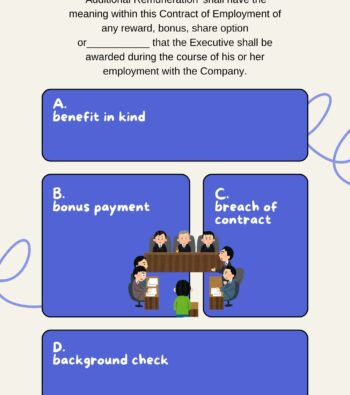 Additional Remuneration' shall have the
meaning within this Contract of Employment of
any reward, bonus, share option
or____________ that the Executive shall be
awarded during the course of his or her
employment with the Company.
A.
benefit in kind
B.
bonus payment
C.
breach of
contract
D.
background check